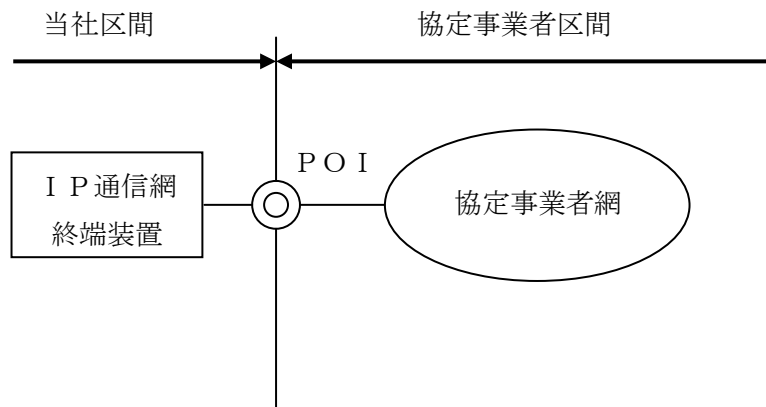 当社区間
協定事業者区間
ＰＯＩ
ＩＰ通信網
終端装置
協定事業者網